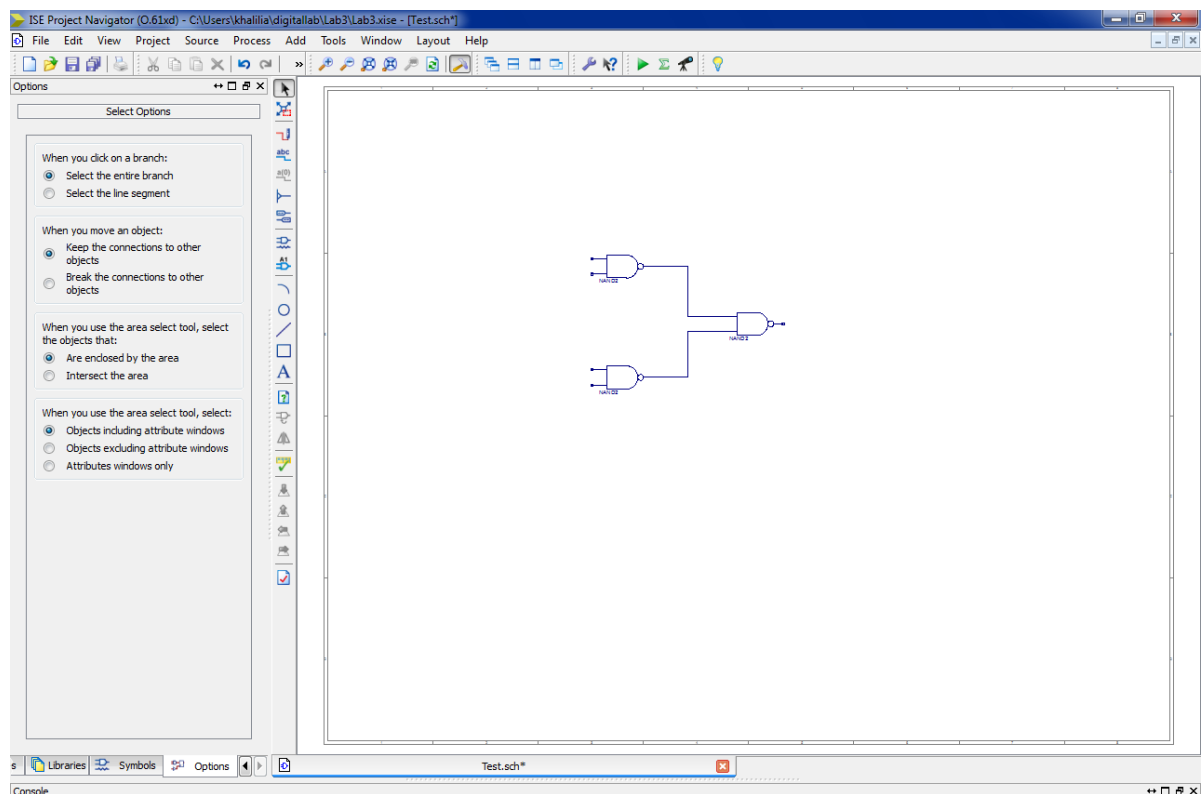 ISE Project Navigator (O.61xd) - C:\Users\khalilia\digitallab\Lab3\Lab3.xise - [Test.sch*]
File Edit View Project Source Process Add Tools Window Layout Help
Options
Select Options
When you click on a branch:
Select the entire branch
Select the line segment
When you move an object:
Keep the connections to other
objects
Break the connections to other
objects
When you use the area select tool, select
the objects that:
Are enclosed by the area
Intersect the area
When you use the area select tool, select:
Objects including attribute windows
Objects excluding attribute windows
Attributes windows only
abc
A1
A
NAND2
NAND2
NAND2
s Libraries Symbols Options
Test.sch*
Console